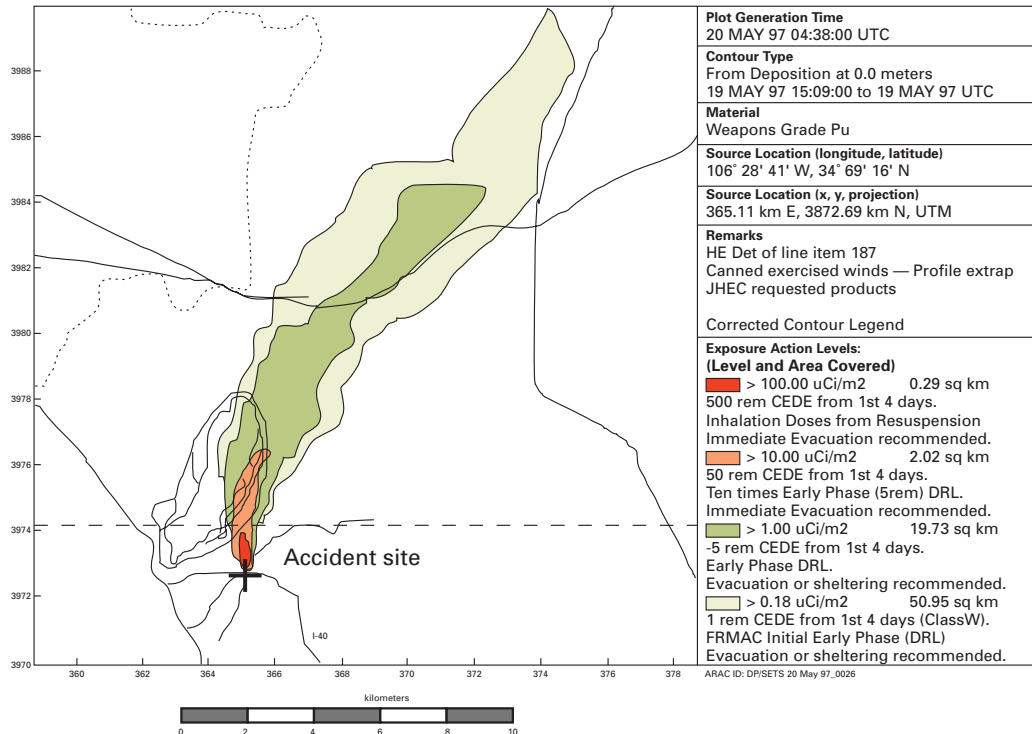 3988
3986
3984
3982
3980
3978
3976
3974
3972
3970
360
362
364
366
368
370
372
374
376
378
Accident site
I-40
kilometers
0
2
4
6
8
10
Plot Generation Time
20 MAY 97 04:38:00 UTC
Contour Type
From Deposition at 0.0 meters
19 MAY 97 15:09:00 to 19 MAY 97 UTC
Material
Weapons Grade Pu
Source Location (longitude, latitude)
106° 28' 41' W, 34° 69' 16' N
Source Location (x, y, projection)
365.11 km E, 3872.69 km N, UTM
Remarks
HE Det of line item 187
Canned exercised winds — Profile extrap
JHEC requested products
Corrected Contour Legend
Exposure Action Levels:
(Level and Area Covered)
> 100.00 uCi/m2 0.29 sq km
500 rem CEDE from 1st 4 days.
Inhalation Doses from Resuspension
Immediate Evacuation recommended.
> 10.00 uCi/m2 2.02 sq km
50 rem CEDE from 1st 4 days.
Ten times Early Phase (5rem) DRL.
Immediate Evacuation recommended.
> 1.00 uCi/m2 19.73 sq km
-5 rem CEDE from 1st 4 days.
Early Phase DRL.
Evacuation or sheltering recommended.
> 0.18 uCi/m2 50.95 sq km
1 rem CEDE from 1st 4 days (ClassW).
FRMAC Initial Early Phase (DRL)
Evacuation or sheltering recommended.
ARAC ID: DP/SETS 20 May 97_0026